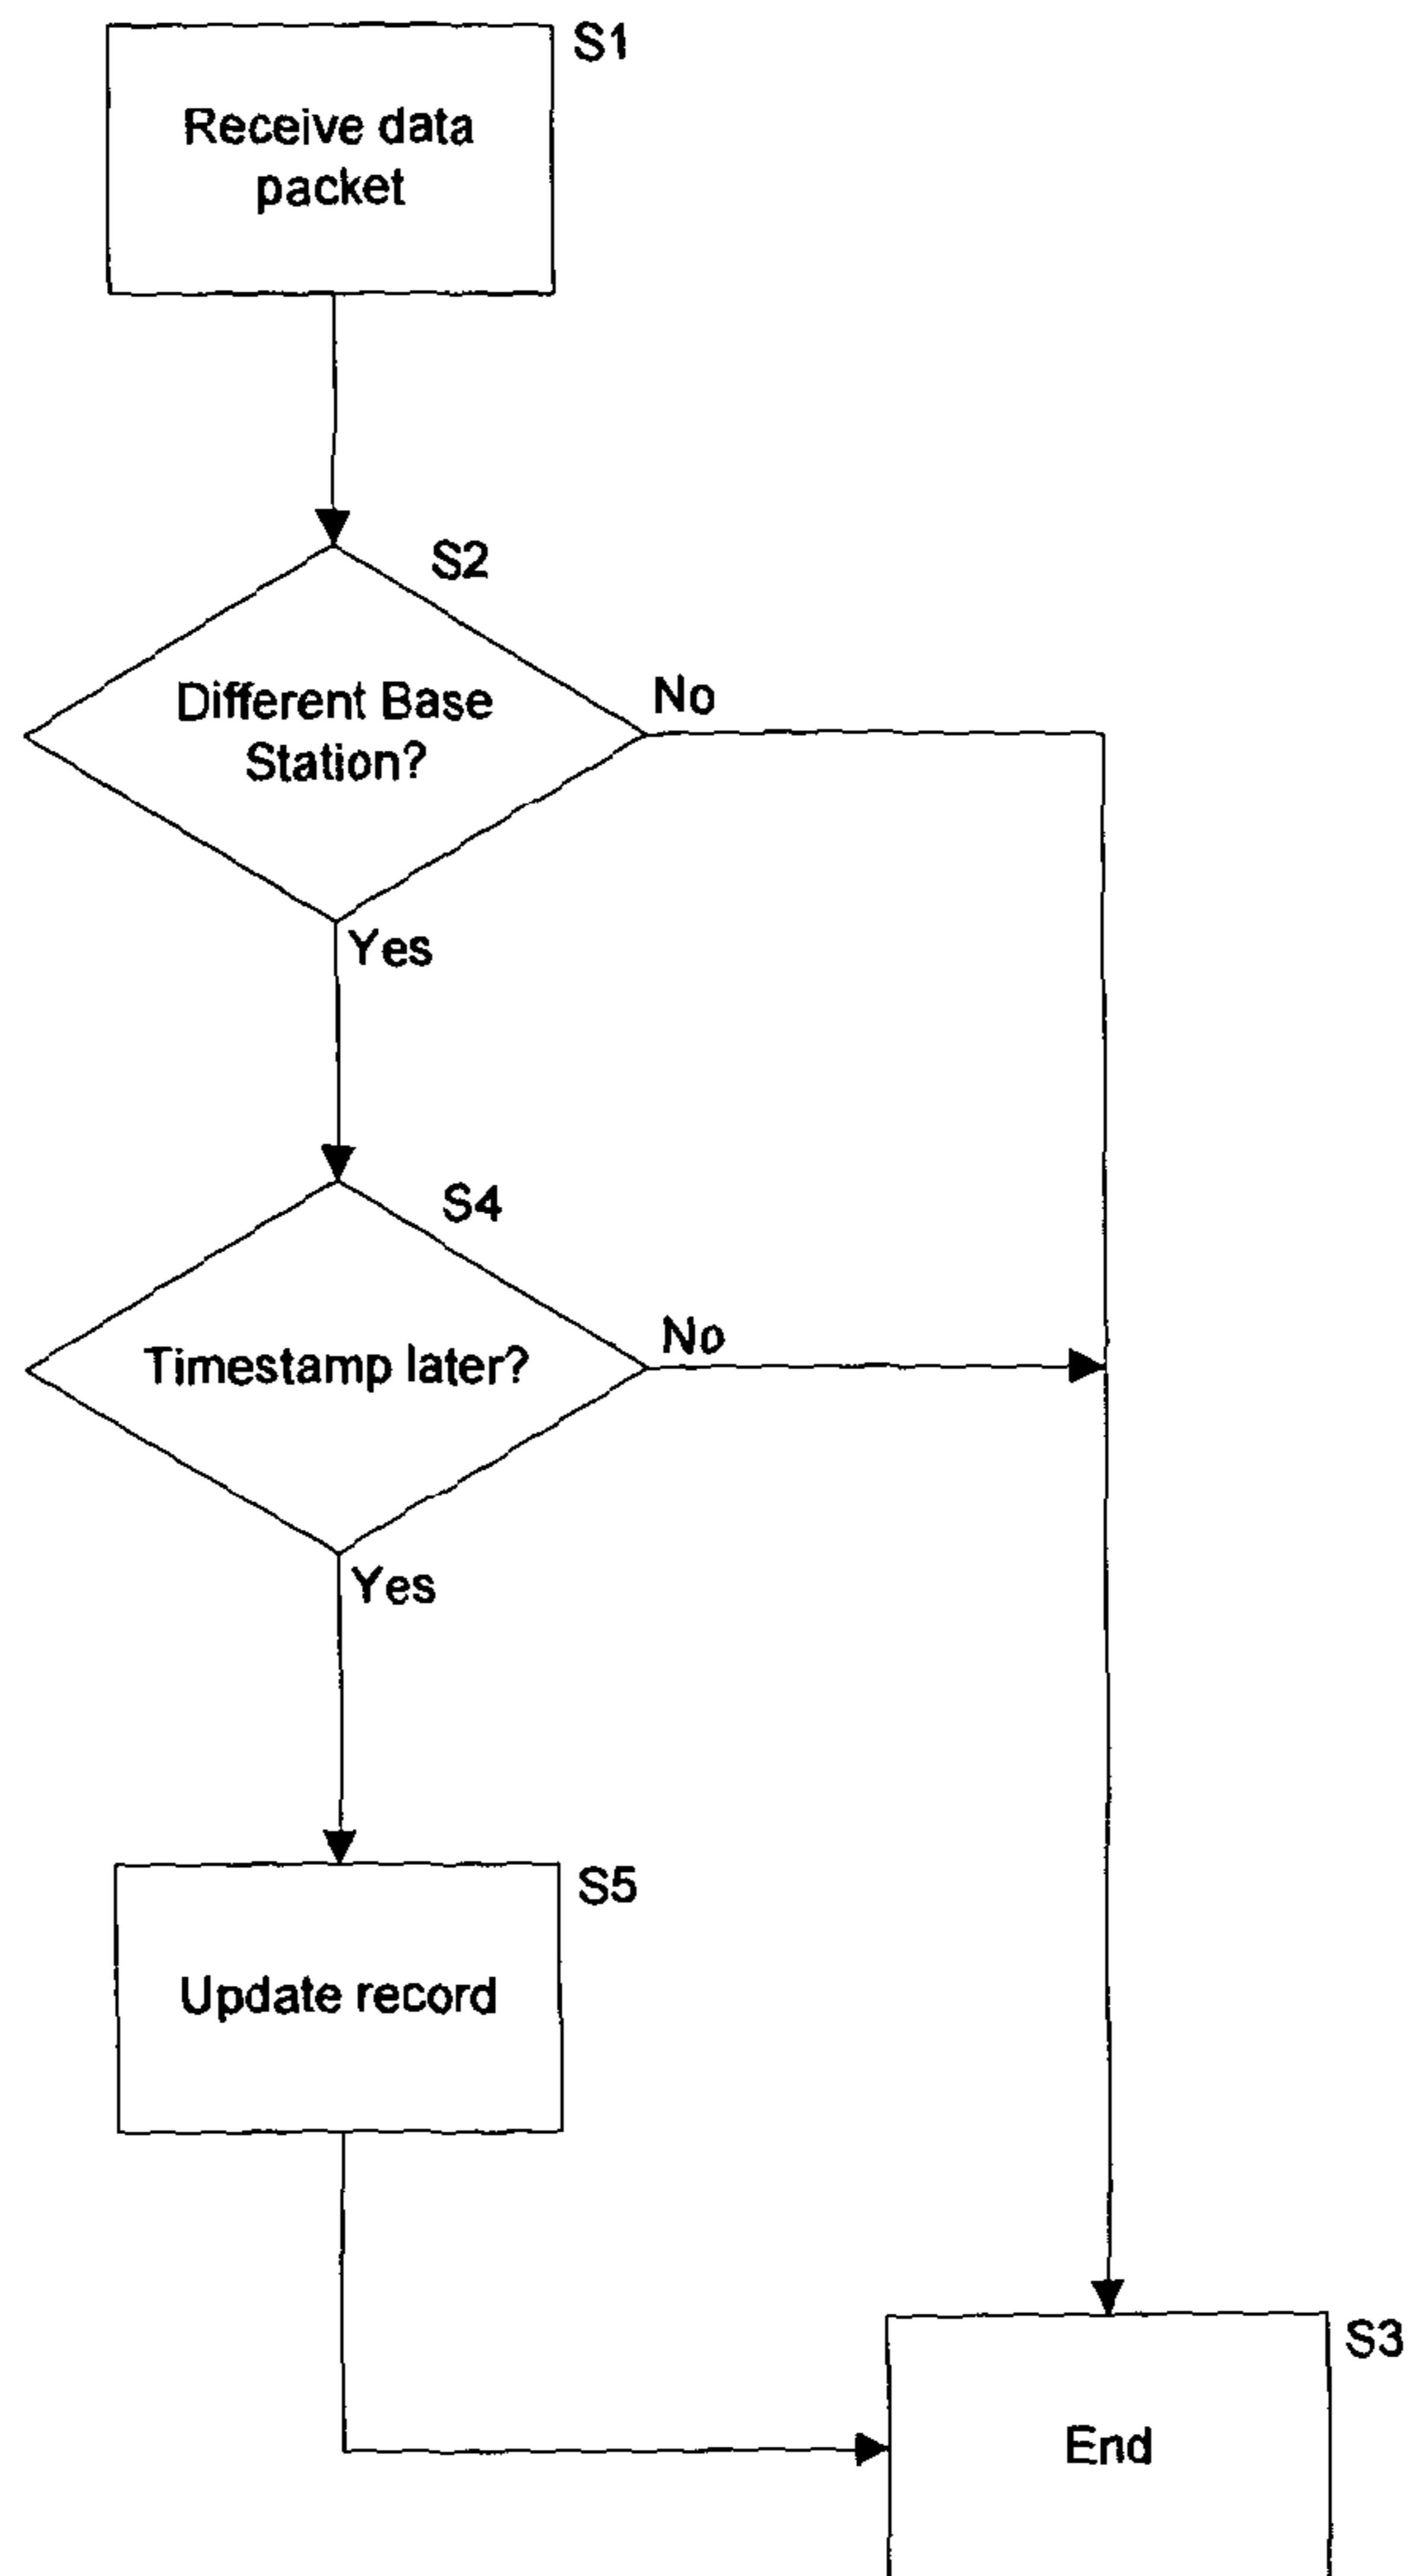 S1
Receive data
packet
S2
Different Base
Station?
No
Yes
S4
Timestamp later?
No
Yes
S5
Update record
S3
End